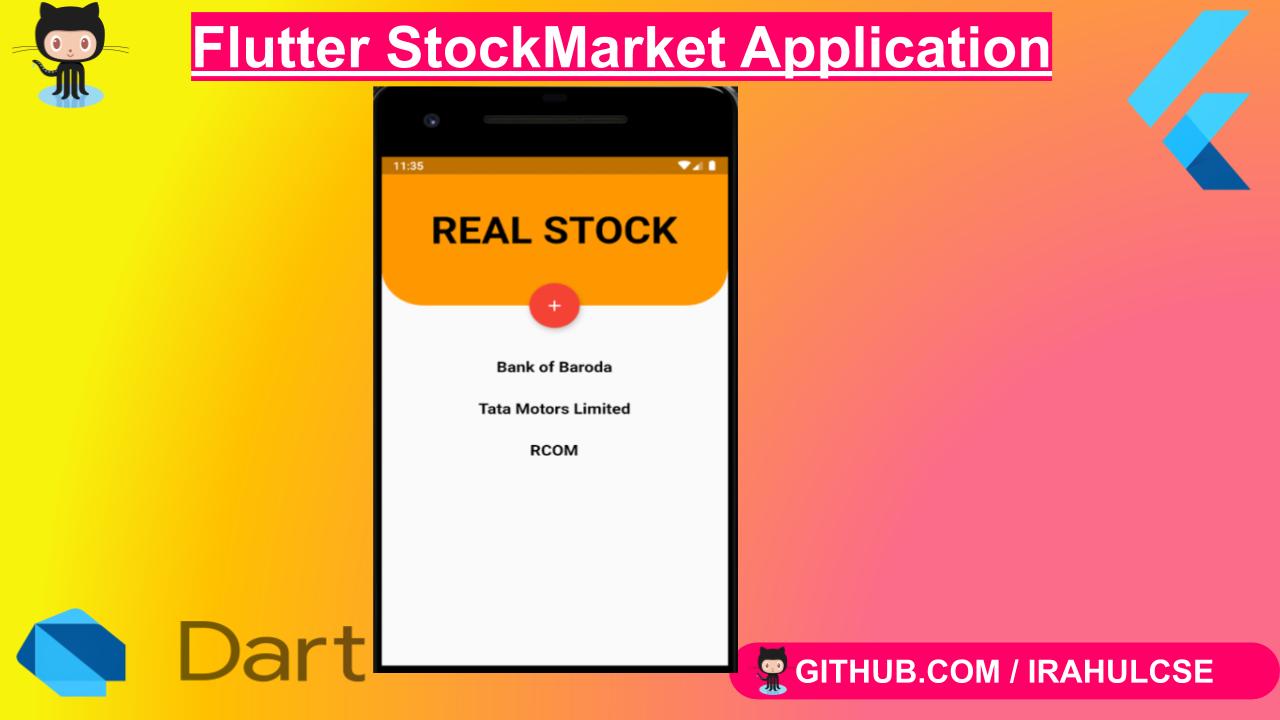 Flutter StockMarket Application
11:35
REAL STOCK
+
Bank of Baroda
Tata Motors Limited
RCOM
Dart
GITHUB.COM / IRAHULCSE